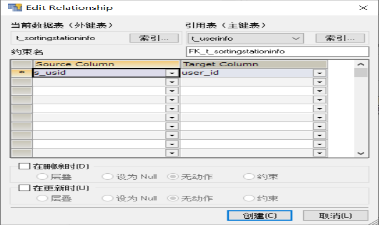 Edit Relationship
当前数据表（外键表） 引用表（主键表）
t_sortingstationinfo 索引... t_userinfo 索引...
约束名 FK_t_sortingstationinfo
Source Column Target Column
s_usid user_id
在删除时(D)
层叠 设为 Null 无动作 约束
在更新时(U)
层叠 设为 Null 无动作 约束
创建(C) 取消(L)